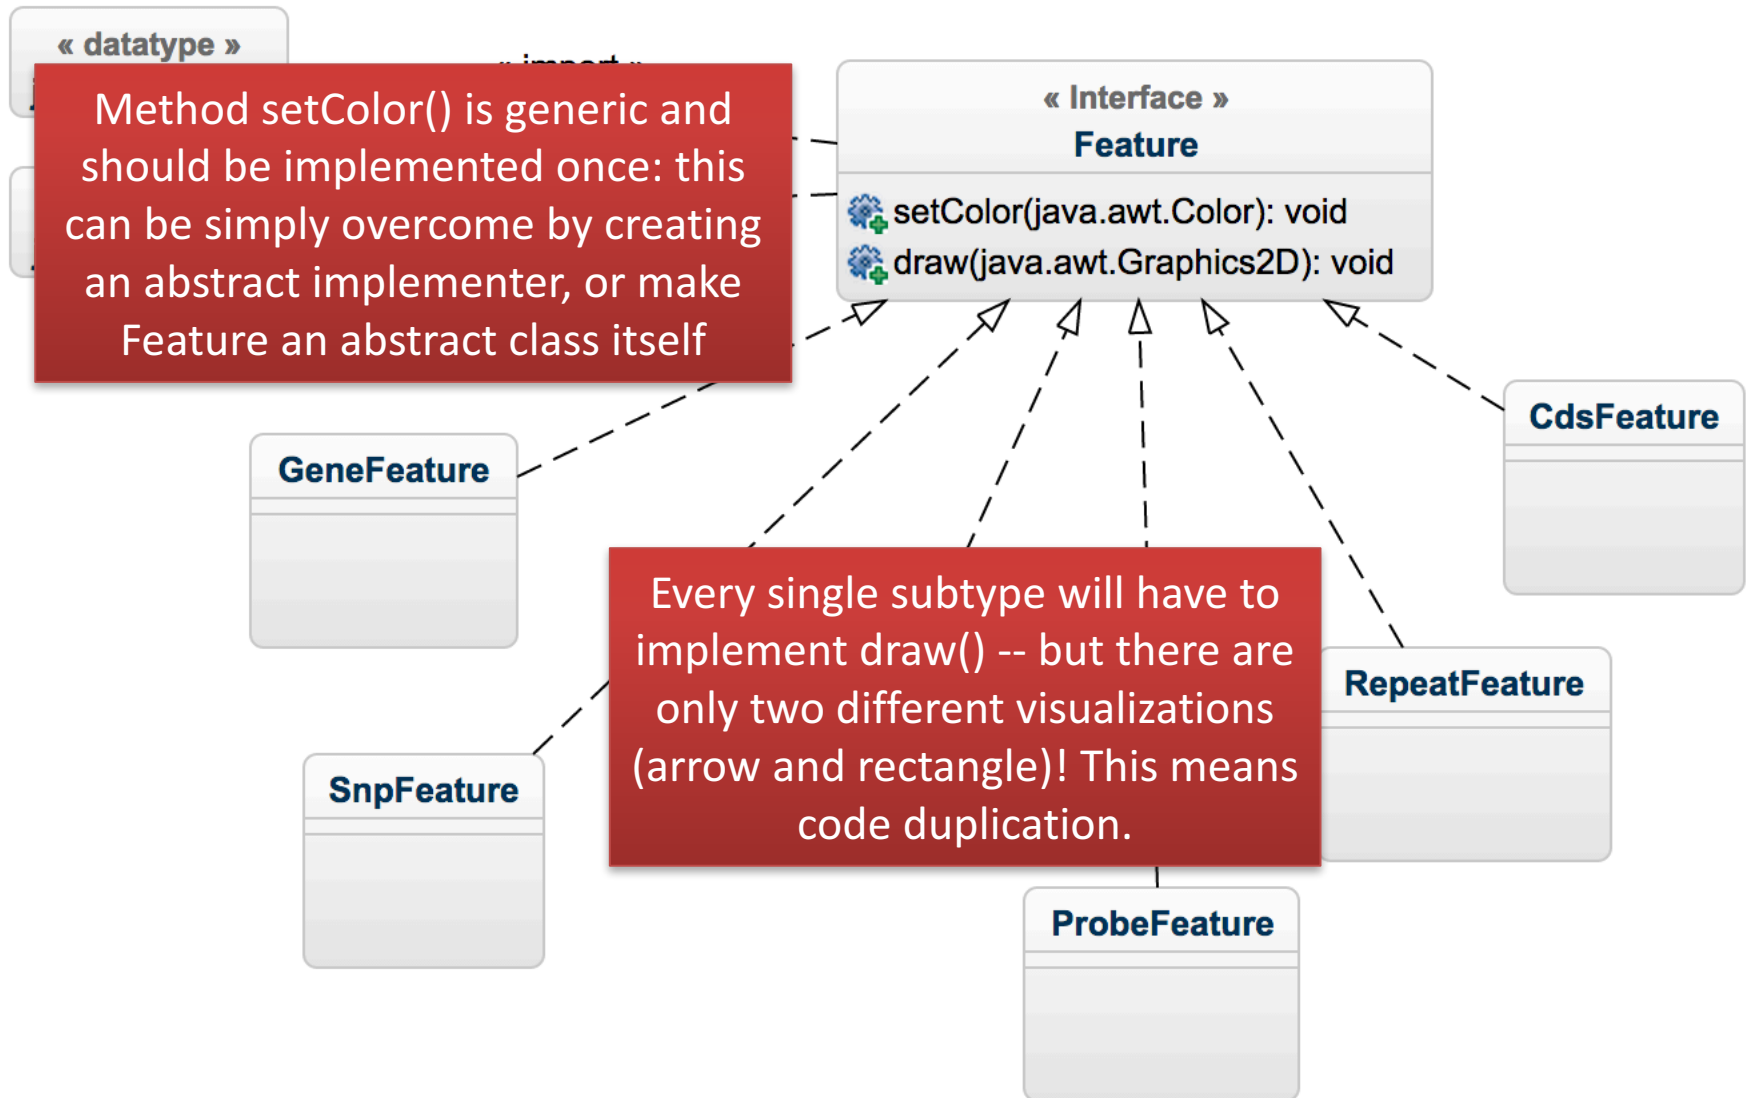 « datatype »
« import »
Method setColor() is generic and
should be implemented once: this
can be simply overcome by creating
an abstract implementer, or make
Feature an abstract class itself
« Interface »
Feature
setColor(java.awt.Color): void
draw(java.awt.Graphics2D): void
CdsFeature
GeneFeature
Every single subtype will have to
implement draw() -- but there are
only two different visualizations
(arrow and rectangle)! This means
code duplication.
RepeatFeature
SnpFeature
ProbeFeature